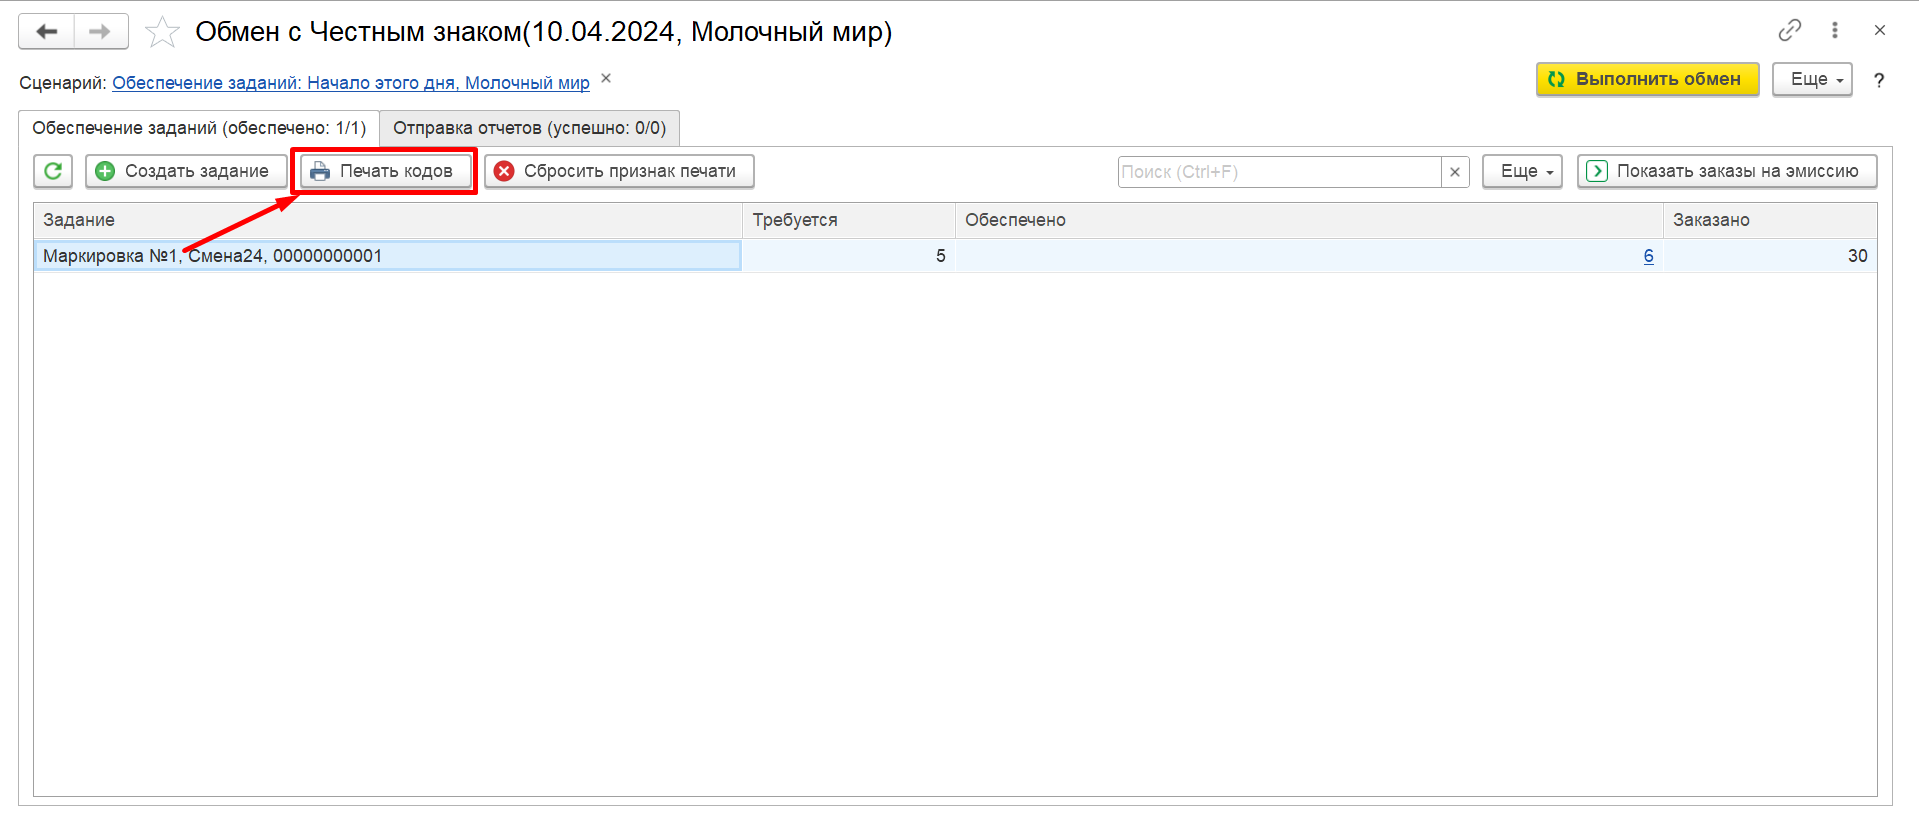 Обмен с Честным знаком(10.04.2024, Молочный мир)
Сценарий: Обеспечение заданий: Начало этого дня, Молочный мир
Выполнить обмен Еще ?
Обеспечение заданий (обеспечено: 1/1) Отправка отчетов (успешно: 0/0)
Создать задание Печать кодов Сбросить признак печати Поиск (Ctrl+F) Еще Показать заказы на эмиссию
Задание Требуется Обеспечено Заказано
Маркировка №1, Смена24, 00000000001 5 6 30